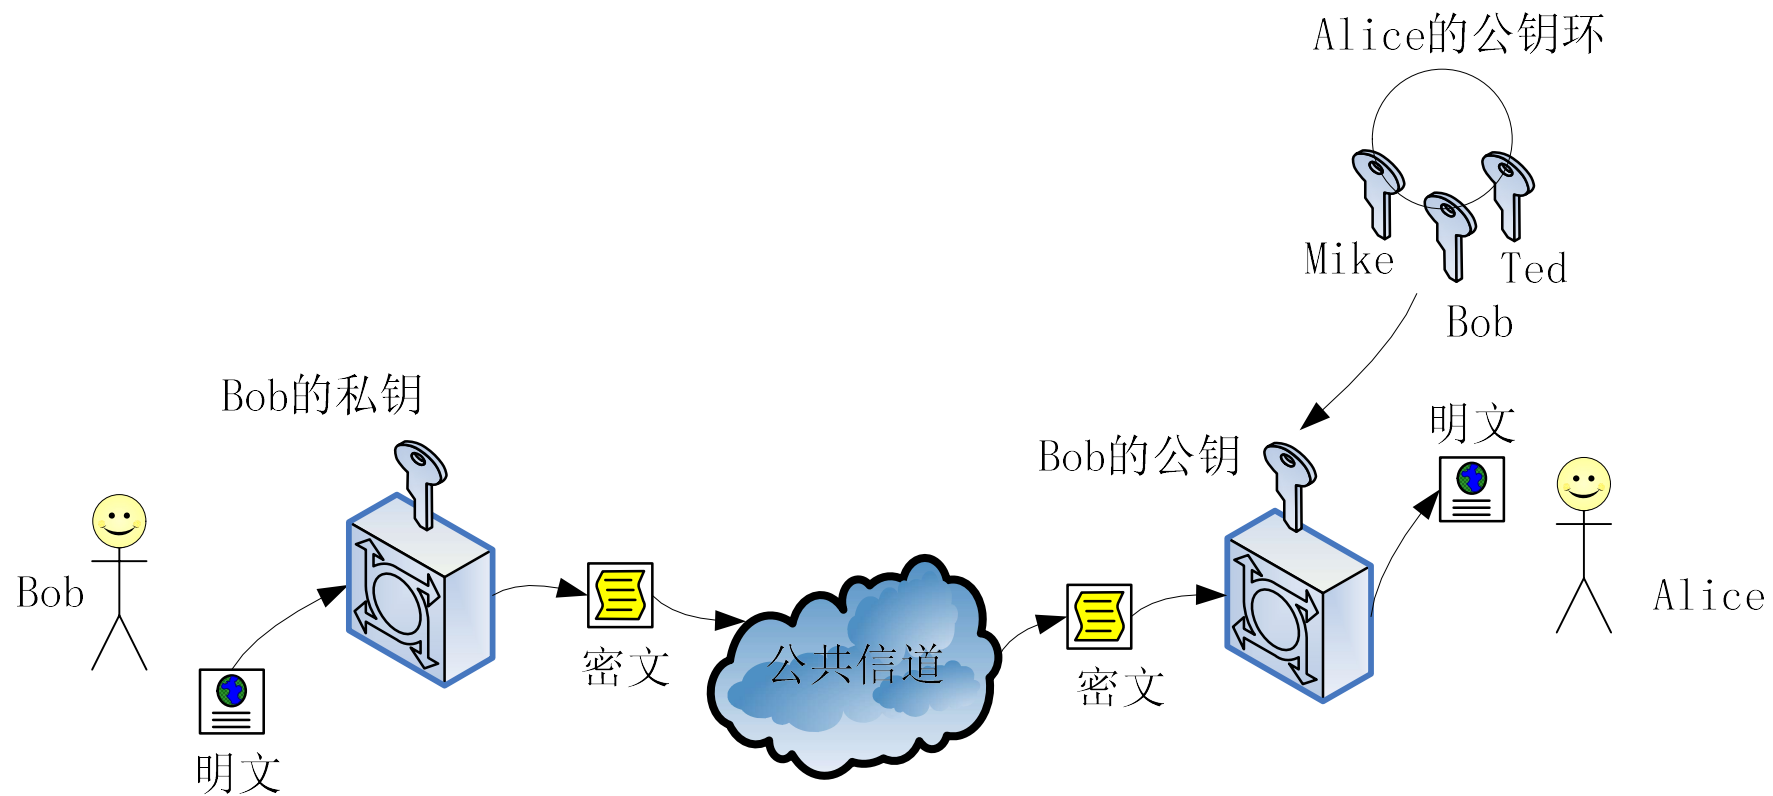 Alice的公钥环
Mike
Ted
Bob
Bob的私钥
明文
Bob的公钥
Bob
Alice
密文
公共信道
密文
明文